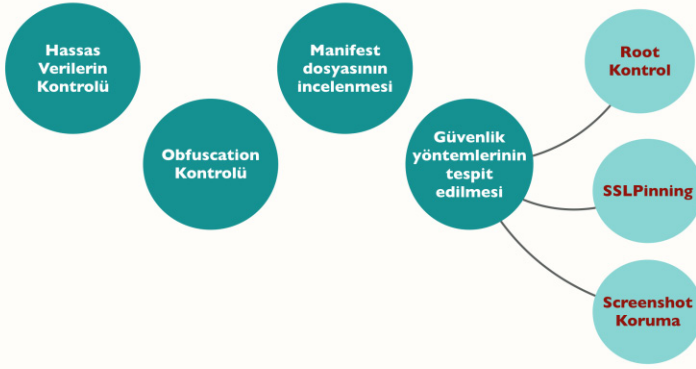 Hassas
Verilerin
Kontrolü
Obfuscation
Kontrolü
Manifest
dosyasının
incelenmesi
Güvenlik
yöntemlerinin
tespit
edilmesi
Root
Kontrol
SSLPinning
Screenshot
Koruma